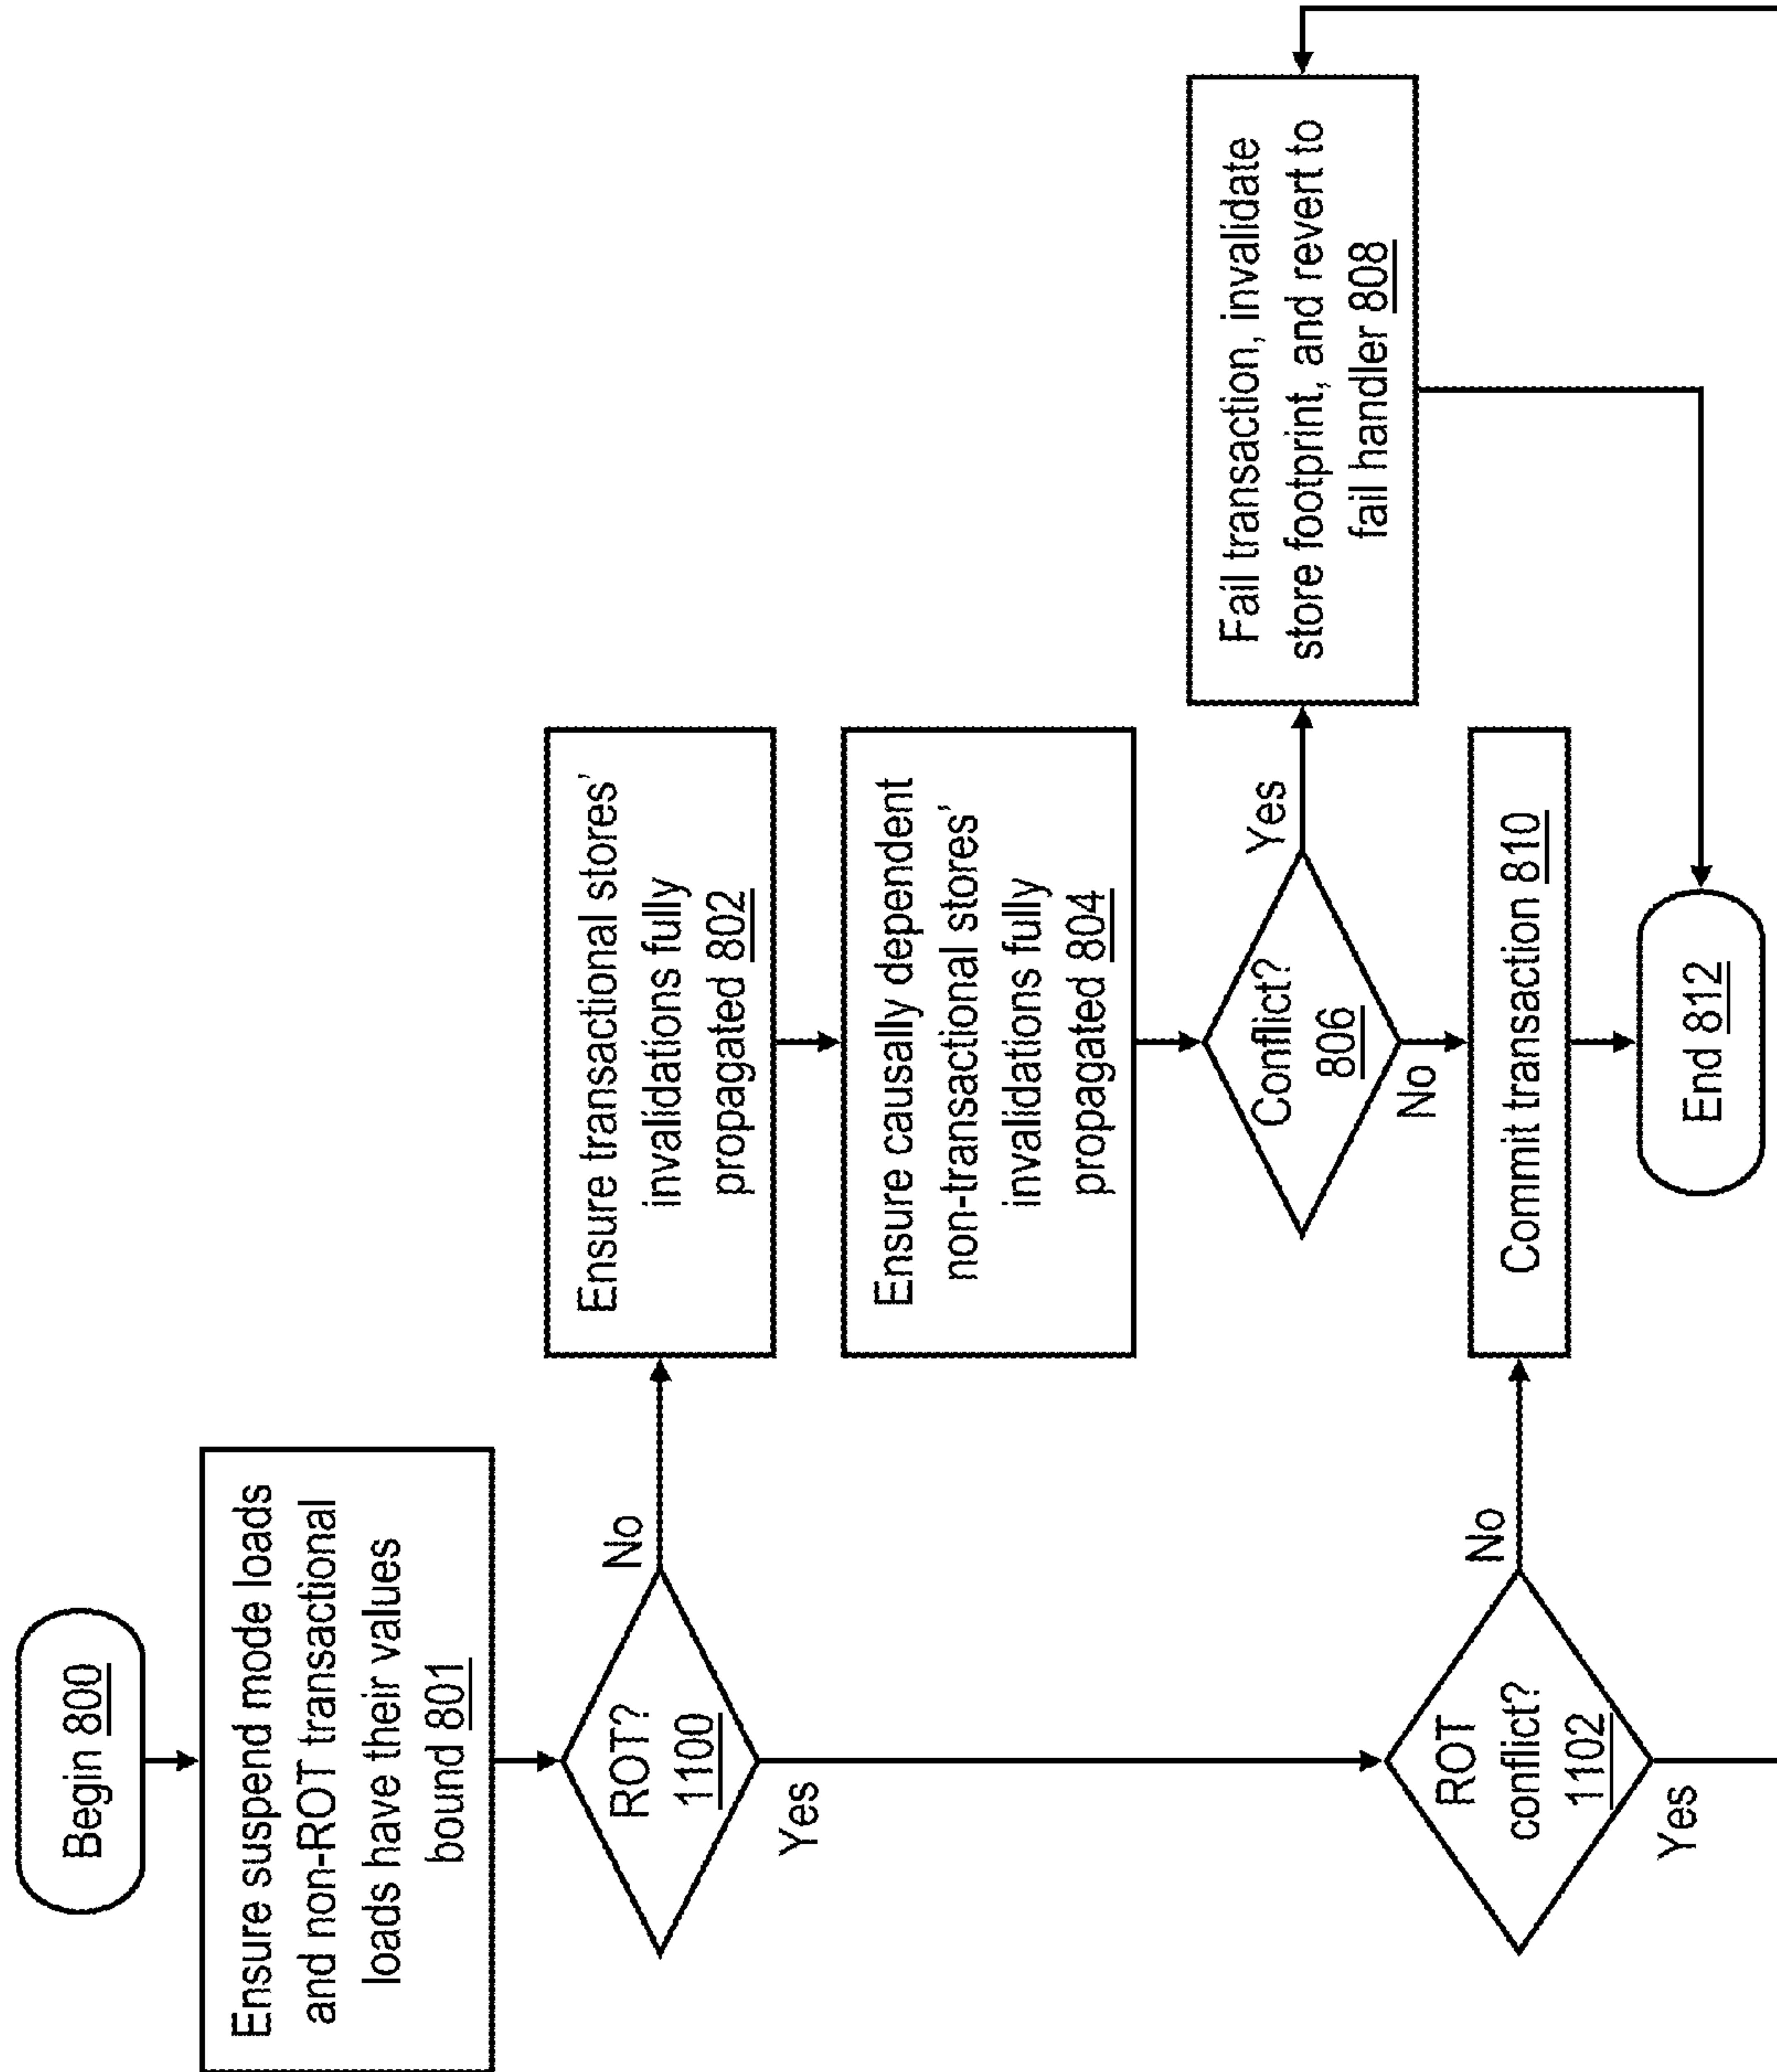 Begin 800
Ensure suspend mode loads
and non-ROT transactional
loads have their values
bound 801
ROT?
1100
No
Yes
Ensure transactional stores'
invalidations fully
propagated 802
Ensure causally dependent
non-transactional stores'
invalidations fully
propagated 804
Conflict?
806
Yes
No
Fail transaction, invalidate
store footprint, and revert to
fail handler 808
ROT
conflict?
1102
No
Yes
Commit transaction 810
End 812